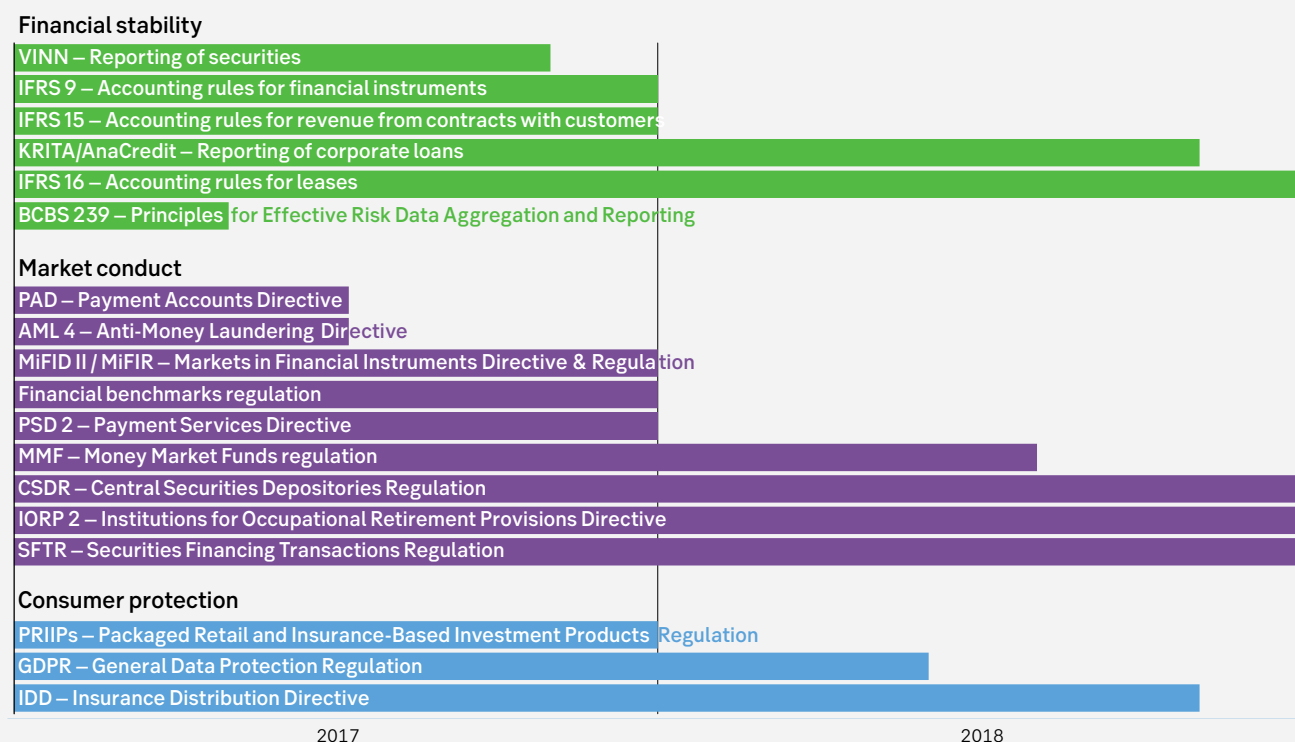 Financial stability
VINN – Reporting of securities
IFRS 9 – Accounting rules for financial instruments
IFRS 15 – Accounting rules for revenue from contracts with customers
KRITA/AnaCredit – Reporting of corporate loans
IFRS 16 – Accounting rules for leases
BCBS 239 – Principles for Effective Risk Data Aggregation and Reporting
Market conduct
PAD – Payment Accounts Directive
AML 4 – Anti-Money Laundering Directive
MiFID II / MiFIR – Markets in Financial Instruments Directive & Regulation
Financial benchmarks regulation
PSD 2 – Payment Services Directive
MMF – Money Market Funds regulation
CSDR – Central Securities Depositories Regulation
IORP 2 – Institutions for Occupational Retirement Provisions Directive
SFTR – Securities Financing Transactions Regulation
Consumer protection
PRIIPs – Packaged Retail and Insurance-Based Investment Products Regulation
GDPR – General Data Protection Regulation
IDD – Insurance Distribution Directive
2017 2018